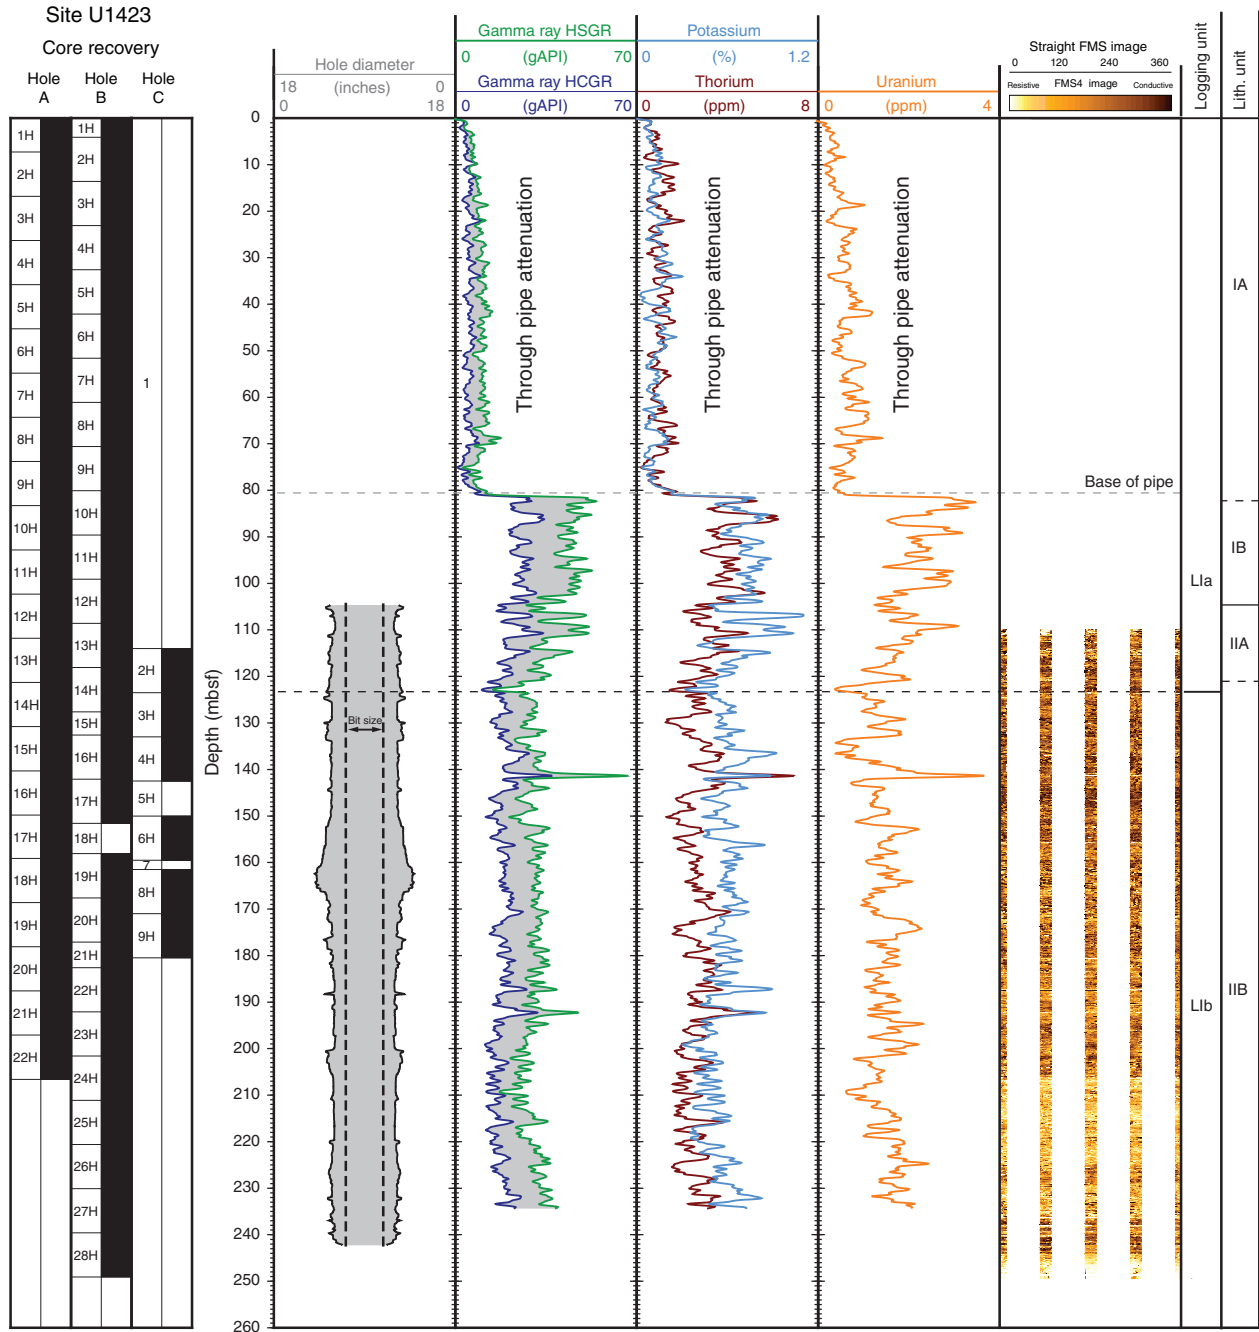 Site U1423
Core recovery
Hole A
Hole B
Hole C
Hole diameter
18 (inches) 0
0 18
Gamma ray HSGR
0 (gAPI) 70
Gamma ray HCGR
0 (gAPI) 70
Potassium
0 (%) 1.2
Thorium
0 (ppm) 8
Uranium
0 (ppm) 4
Straight FMS image
0 120 240 360
Resistive FMS4 image Conductive
Logging unit
Lith. unit
1H
2H
3H
4H
5H
6H
7H
8H
9H
10H
11H
12H
13H
14H
15H
16H
17H
18H
19H
20H
21H
22H
1H
2H
3H
4H
5H
6H
7H
8H
9H
10H
11H
12H
13H
14H
15H
16H
17H
18H
19H
20H
21H
22H
23H
24H
25H
26H
27H
28H
1
2H
3H
4H
5H
6H
7
8H
9H
Depth (mbsf)
0
10
20
30
40
50
60
70
80
90
100
110
120
130
140
150
160
170
180
190
200
210
220
230
240
250
260
Bit size
Through pipe attenuation
Through pipe attenuation
Through pipe attenuation
Base of pipe
LIa
LIb
IA
IB
IIA
IIB